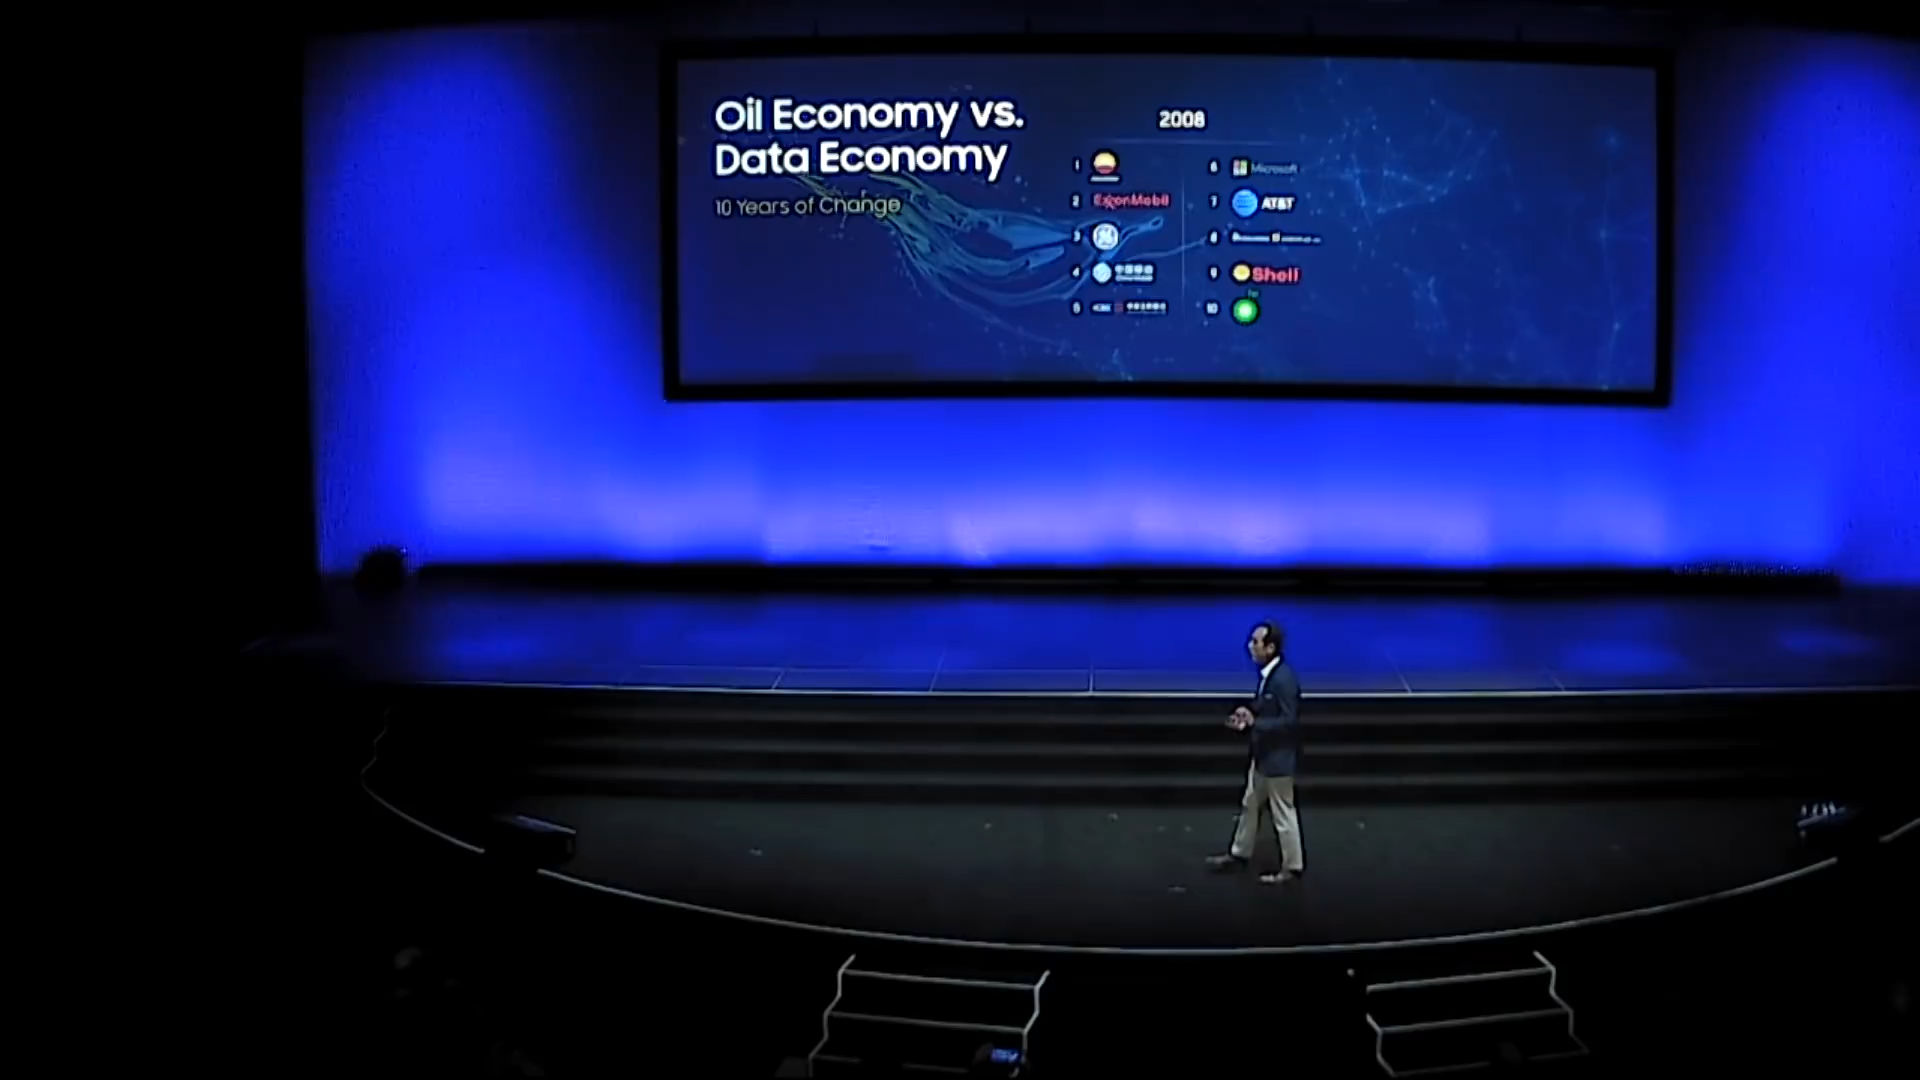 Oil Economy vs.
Data Economy
10 Years of Change
2008
1
2 ExxonMobil
3
4
5
6 Microsoft
7 AT&T
8
9 Shell
10